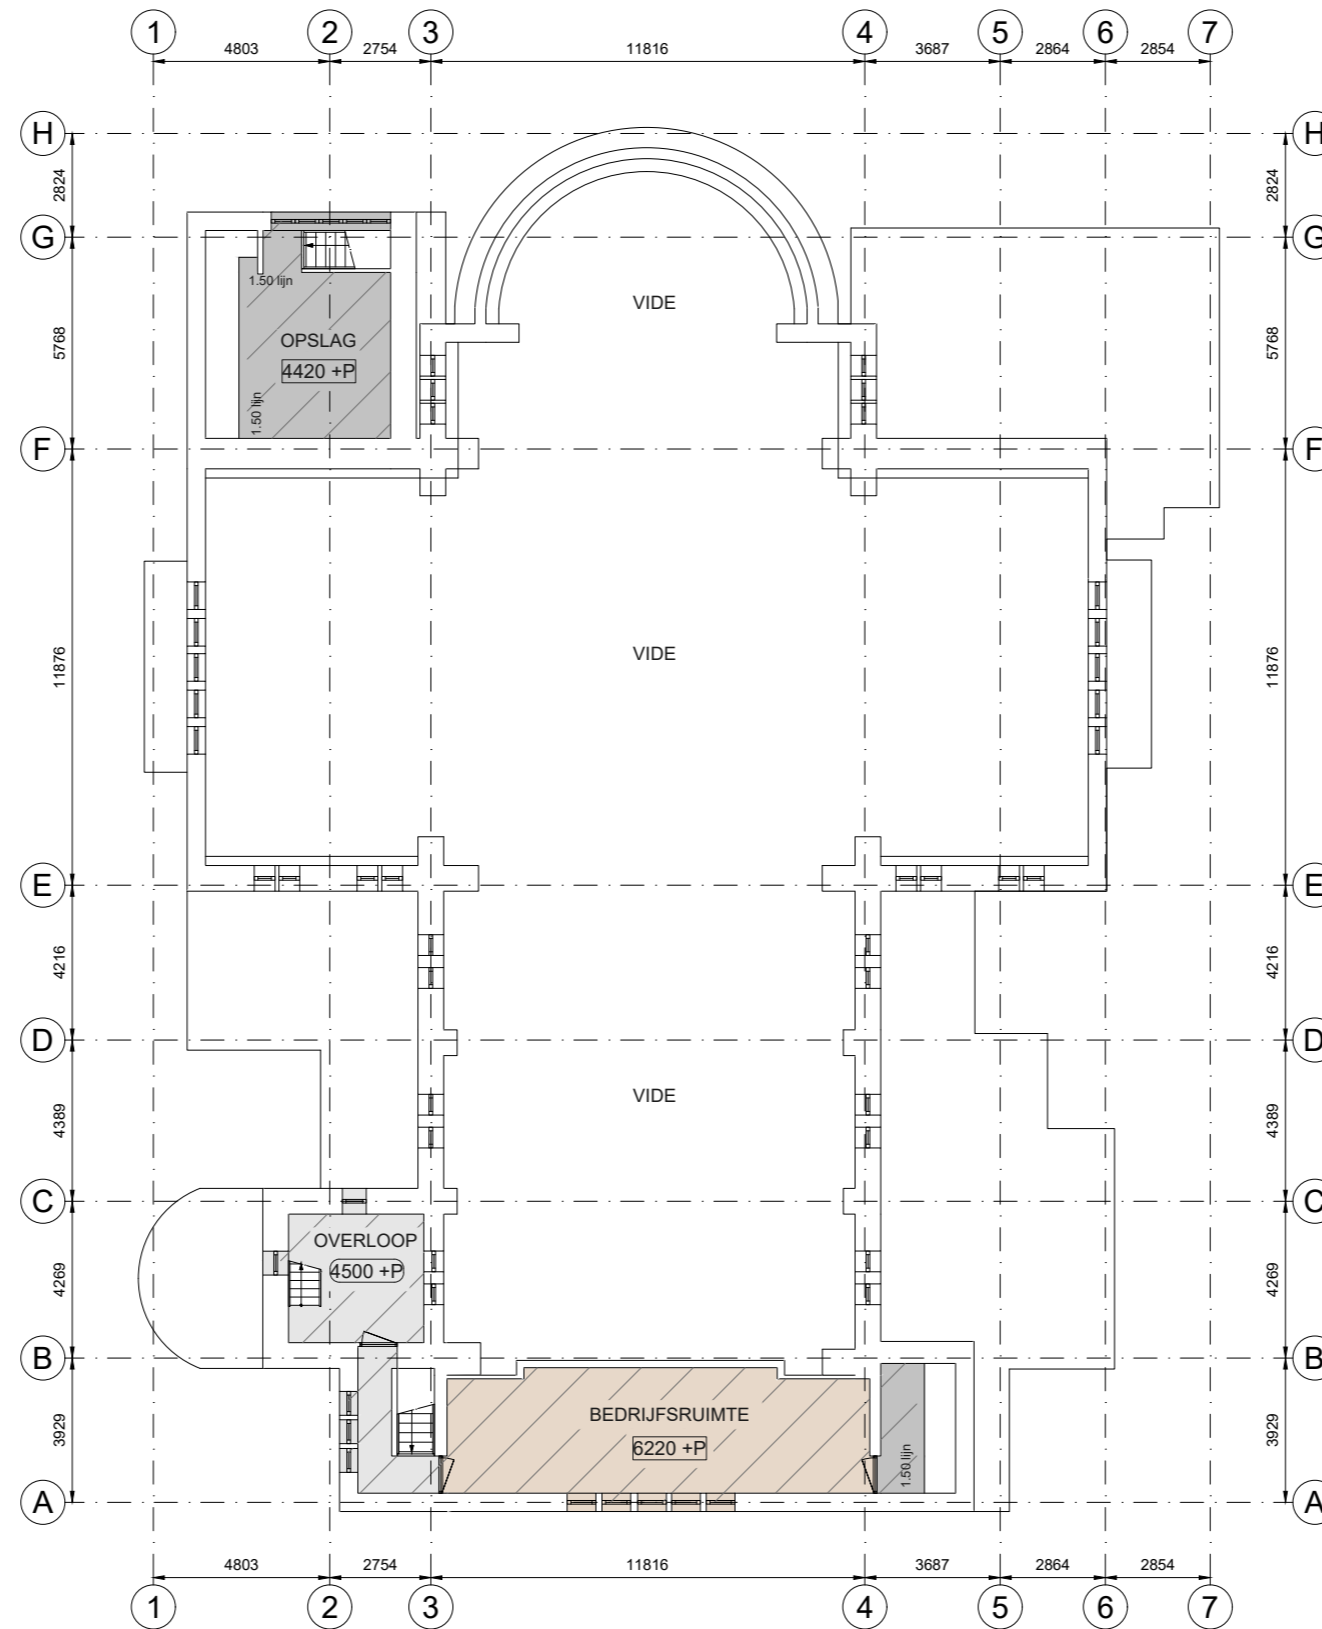 1 2 3 4 5 6 7
4803 2754 11816 3687 2864 2854
H H
2824 2824
G G
1.50 lijn
VIDE
5768 5768
OPSLAG
4420 +P
1.50 lijn
F F
11876 11876
VIDE
E E
4216 4216
D D
4389 4389
VIDE
C C
OVERLOOP
4500 +P
4269 4269
B B
BEDRIJFSRUIMTE
6220 +P
3929 3929
1.50 lijn
A A
4803 2754 11816 3687 2864 2854
1 2 3 4 5 6 7